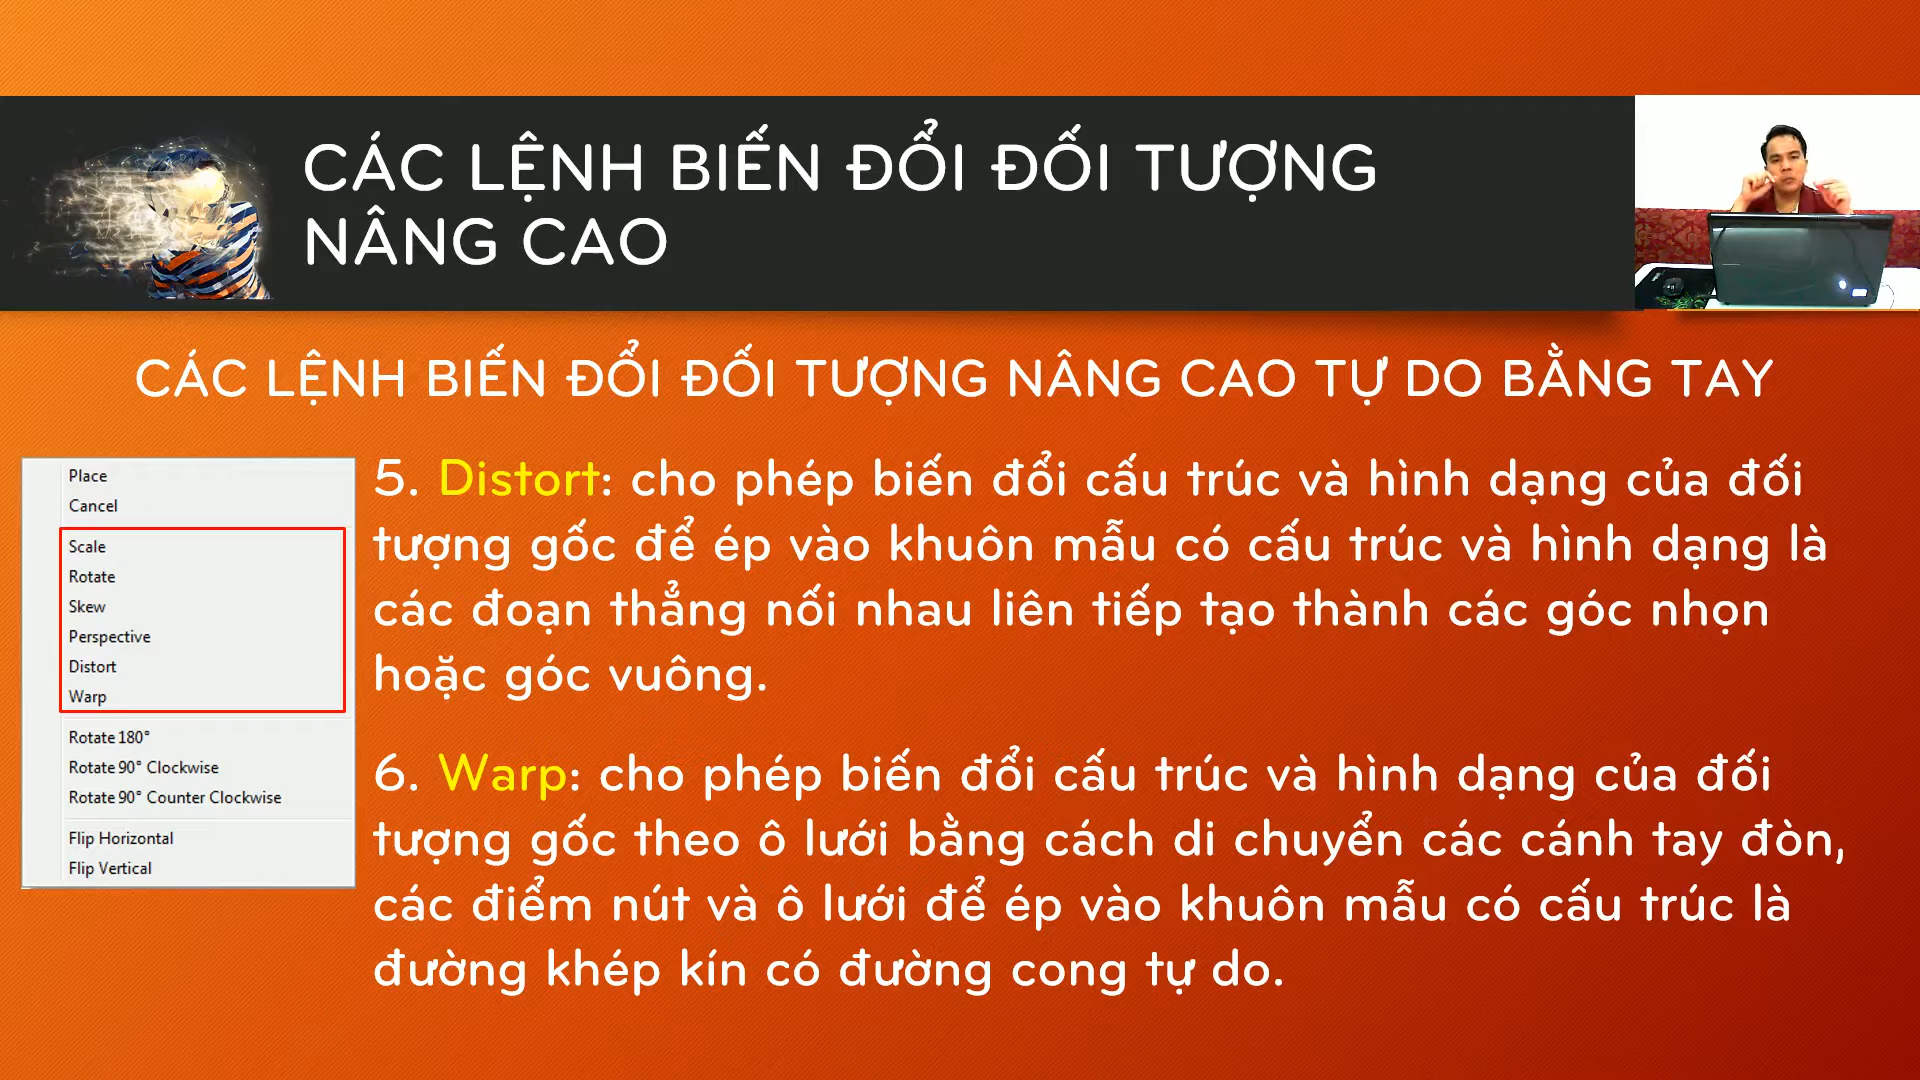 CÁC LỆNH BIẾN ĐỔI ĐỐI TƯỢNG
NÂNG CAO
CÁC LỆNH BIẾN ĐỔI ĐỐI TƯỢNG NÂNG CAO TỰ DO BẰNG TAY
Place
Cancel
Scale
Rotate
Skew
Perspective
Distort
Warp
Rotate 180°
Rotate 90° Clockwise
Rotate 90° Counter Clockwise
Flip Horizontal
Flip Vertical
5. Distort: cho phép biến đổi cấu trúc và hình dạng của đối
tượng gốc để ép vào khuôn mẫu có cấu trúc và hình dạng là
các đoạn thẳng nối nhau liên tiếp tạo thành các góc nhọn
hoặc góc vuông.
6. Warp: cho phép biến đổi cấu trúc và hình dạng của đối
tượng gốc theo ô lưới bằng cách di chuyển các cánh tay đòn,
các điểm nút và ô lưới để ép vào khuôn mẫu có cấu trúc là
đường khép kín có đường cong tự do.